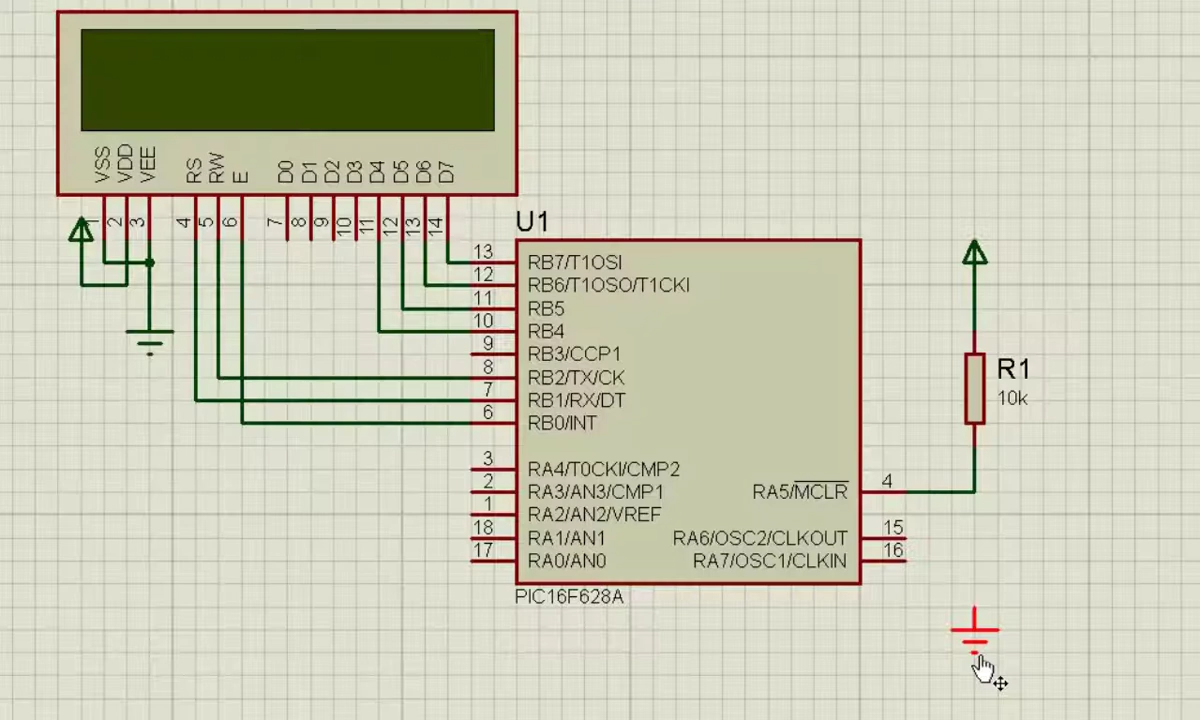 VSS VDD VEE RS RW E D0 D1 D2 D3 D4 D5 D6 D7
1 2 3 4 5 6 7 8 9 10 11 12 13 14
U1
13 RB7/T1OSI
12 RB6/T1OSO/T1CKI
11 RB5
10 RB4
9 RB3/CCP1
8 RB2/TX/CK
7 RB1/RX/DT
6 RB0/INT
3 RA4/T0CKI/CMP2
2 RA3/AN3/CMP1 RA5/MCLR 4
1 RA2/AN2/VREF
18 RA1/AN1 RA6/OSC2/CLKOUT 15
17 RA0/AN0 RA7/OSC1/CLKIN 16
PIC16F628A
R1
10k